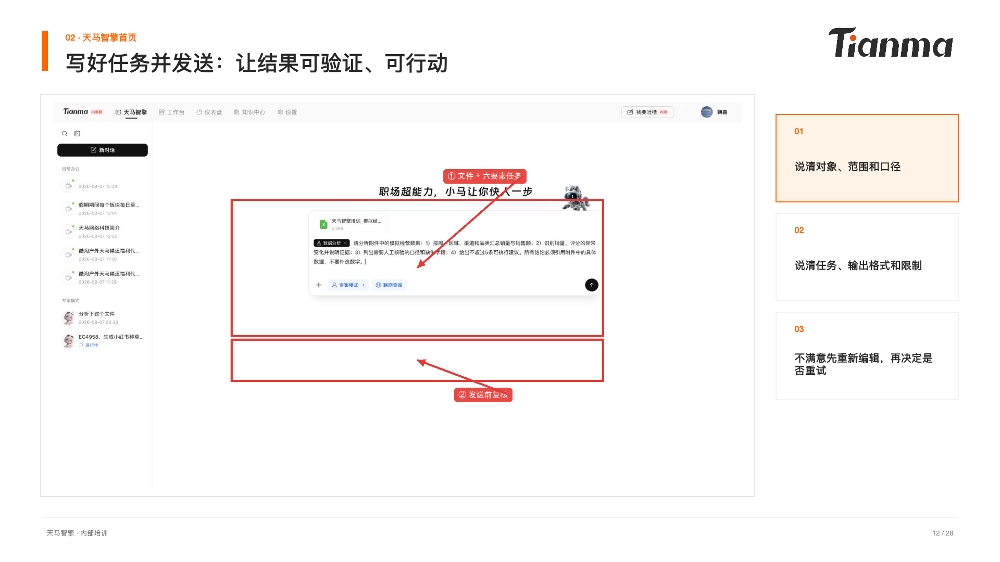 02 · 天马智擎首页
写好任务并发送：让结果可验证、可行动
Tianma
Tianma 内测版
天马智擎
工作台
仪表盘
知识中心
设置
我要吐槽 内测
朝暮
新对话
日常办公
2026-08-07 15:24
假期期间每个板块每日至...
2026-08-07 13:01
天马网络科技简介
2026-08-07 12:25
酷淘户外天马渠道福利代...
2026-08-07 11:30
酷淘户外天马渠道福利代...
2026-08-07 11:28
专家模式
分析下这个文件
2026-08-07 20:33
EG4958，生成小红书种草...
进行中
① 文件 + 六要素任务
职场超能力，小马让你快人一步
天马智擎培训_模拟经...
5.3KB
数据分析 × 请分析附件中的模拟经营数据：1）按周、区域、渠道和品类汇总销量与销售额；2）识别销量、评分的异常
变化并说明证据；3）列出需要人工核验的口径和缺失字段；4）给出不超过5条可执行建议。所有结论必须引用附件中的具体
数据，不要补造数字。
专家模式
联网查询
② 发送前复核
01
说清对象、范围和口径
02
说清任务、输出格式和限制
03
不满意先重新编辑，再决定是
否重试
天马智擎 · 内部培训
12 / 28